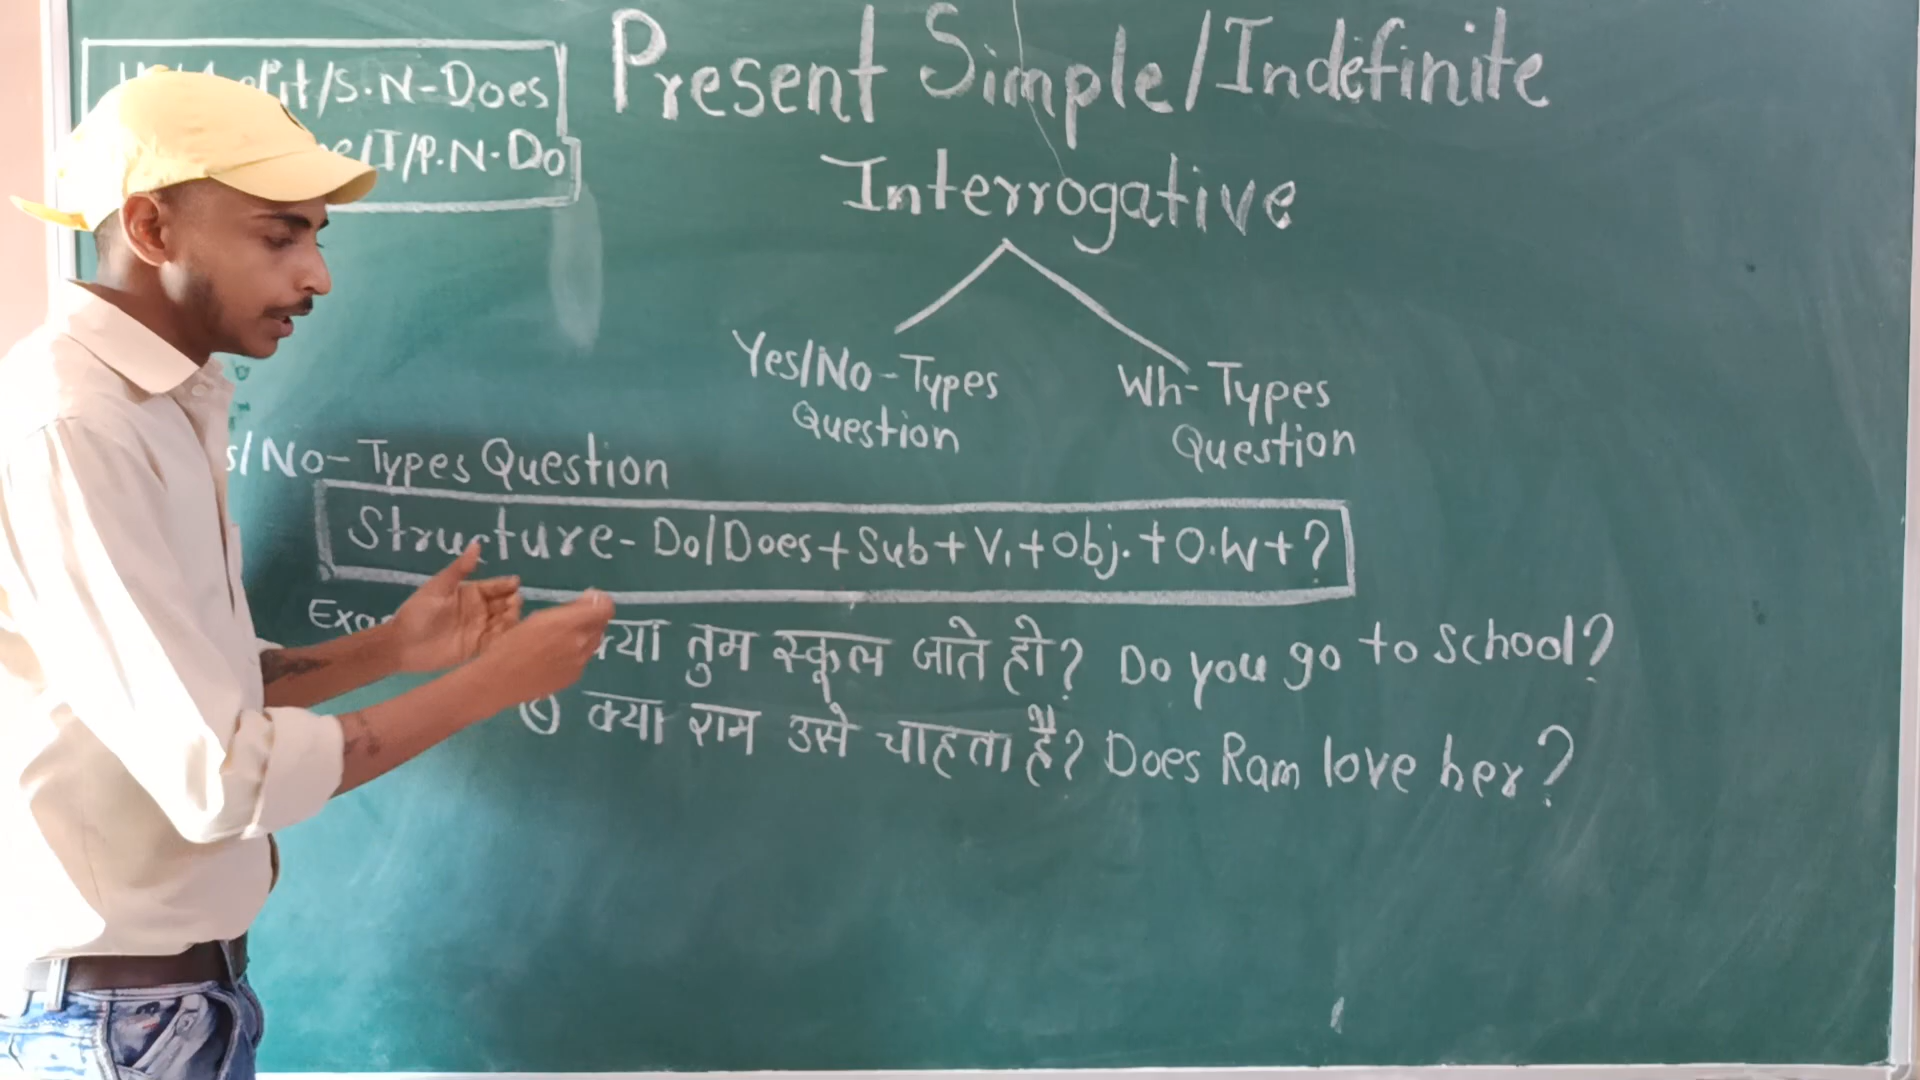 it/S.N-Does
/I/P.N-Do
Present Simple/Indefinite
Interrogative
Yes/No-Types
Question
Wh-Types
Question
s/No-Types Question
Structure-Do/Does+Sub+V₁+Obj.+O.W+?
क्या तुम स्कूल जाते हो? Do you go to School?
क्या राम उसे चाहता है? Does Ram love her?